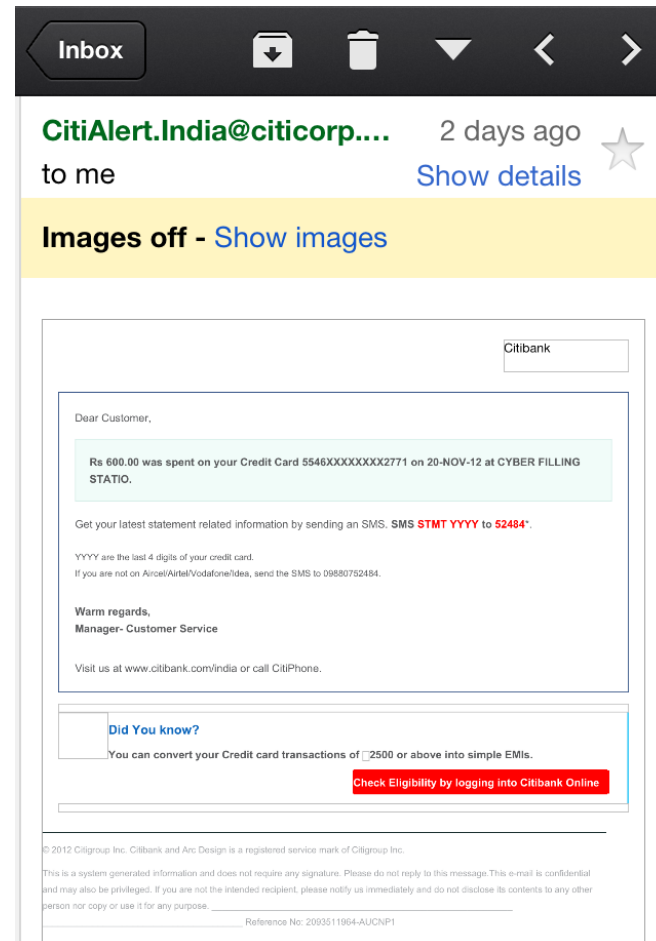 Inbox
CitiAlert.India@citicorp.... 2 days ago
to me Show details
Images off - Show images
Citibank
Dear Customer,
Rs 600.00 was spent on your Credit Card 5546XXXXXXXX2771 on 20-NOV-12 at CYBER FILLING
STATIO.
Get your latest statement related information by sending an SMS. SMS STMT YYYY to 52484*.
YYYY are the last 4 digits of your credit card.
If you are not on Aircel/Airtel/Vodafone/Idea, send the SMS to 09880752484.
Warm regards,
Manager- Customer Service
Visit us at www.citibank.com/india or call CitiPhone.
Did You know?
You can convert your Credit card transactions of 2500 or above into simple EMIs.
Check Eligibility by logging into Citibank Online
© 2012 Citigroup Inc. Citibank and Arc Design is a registered service mark of Citigroup Inc.
This is a system generated information and does not require any signature. Please do not reply to this message.This e-mail is confidential
and may also be privileged. If you are not the intended recipient, please notify us immediately and do not disclose its contents to any other
person nor copy or use it for any purpose.
Reference No: 2093511964-AUCNP1